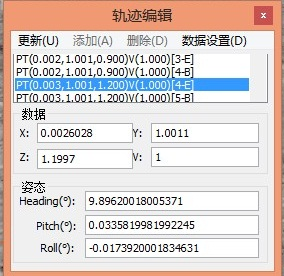 轨迹编辑
x
更新(U) 添加(A) 删除(D) 数据设置(D)
PT(0.002,1.001,0.900)V(1.000)[3-E]
PT(0.002,1.001,0.900)V(1.000)[4-B]
PT(0.003,1.001,1.200)V(1.000)[4-E]
PT(0.003,1.001,1.200)V(1.000)[5-B]
数据
X: 0.0026028 Y: 1.0011
Z: 1.1997 V: 1
姿态
Heading(°): 9.89620018005371
Pitch(°): 0.0335819981992245
Roll(°): -0.0173920001834631